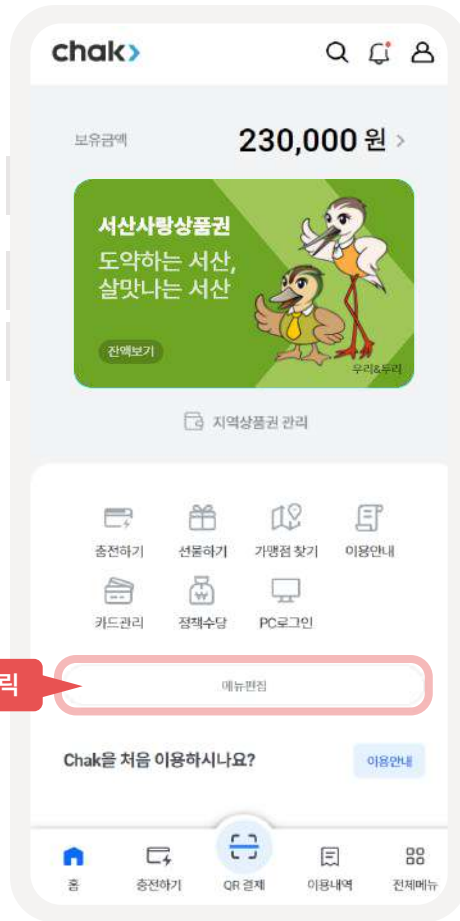 chak
보유금액
230,000 원
서산사랑상품권
도약하는 서산,
살맛나는 서산
잔액보기
우리&두리
지역상품권 관리
충전하기 선물하기 가맹점 찾기 이용안내
카드관리 정책수당 PC로그인
릭
메뉴편집
Chak을 처음 이용하시나요?
이용안내
홈 충전하기 QR 결제 이용내역 전체메뉴